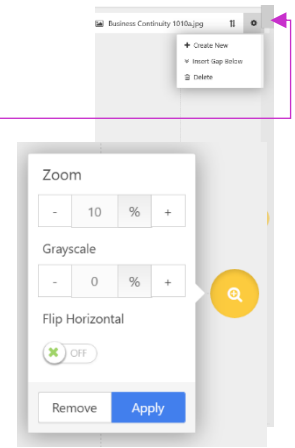 Business Continuity 1010a.jpg
+ Create New
Insert Gap Below
Delete
Zoom
- 10 % +
Grayscale
- 0 % +
Flip Horizontal
OFF
Remove Apply